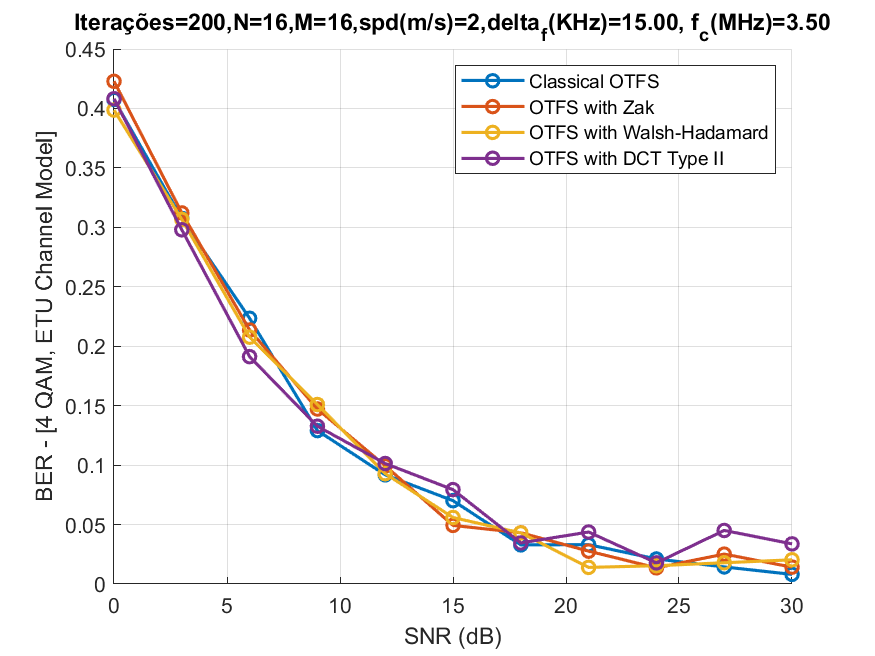 Iterações=200,N=16,M=16,spd(m/s)=2,delta_f(KHz)=15.00, f_c(MHz)=3.50
0.45
0.4
0.35
0.3
0.25
0.2
0.15
0.1
0.05
0
BER - [4 QAM, ETU Channel Model]
Classical OTFS
OTFS with Zak
OTFS with Walsh-Hadamard
OTFS with DCT Type II
0 5 10 15 20 25 30
SNR (dB)